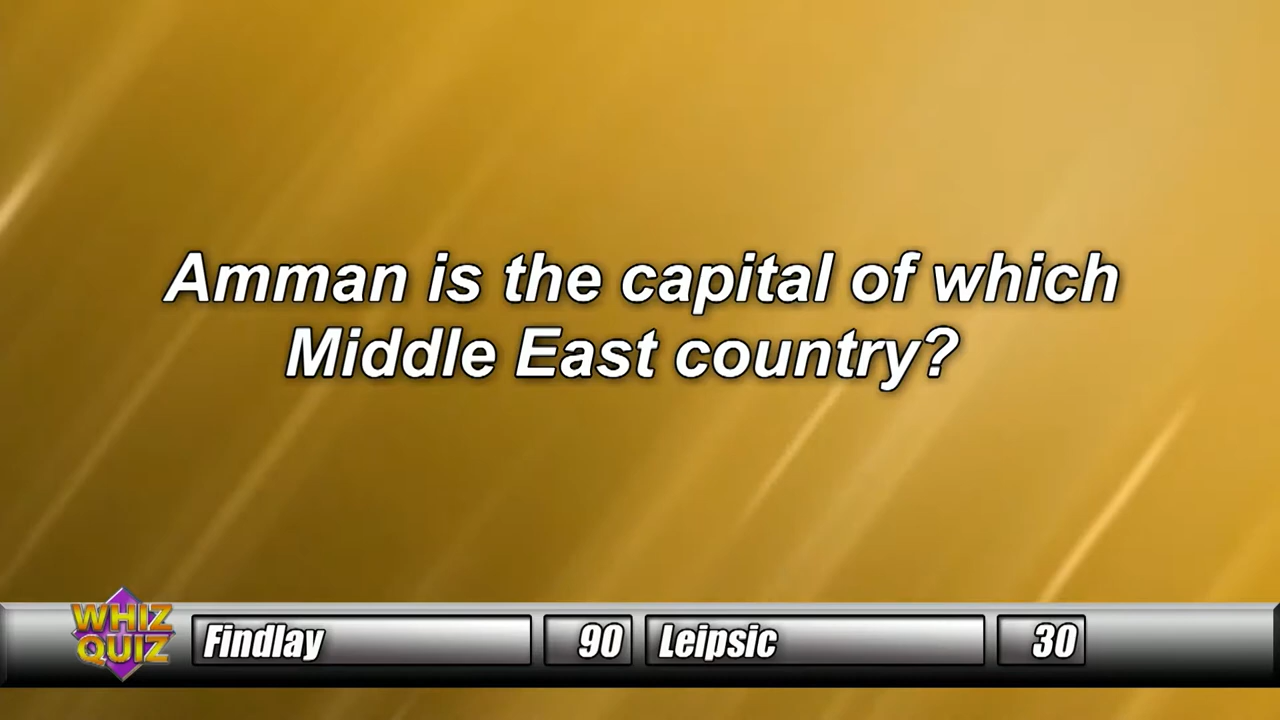 Amman is the capital of which
Middle East country?
WHIZ
QUIZ
Findlay 90 Leipsic 30